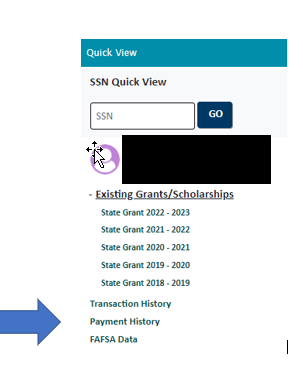 Quick View
SSN Quick View
SSN
GO
- Existing Grants/Scholarships
State Grant 2022 - 2023
State Grant 2021 - 2022
State Grant 2020 - 2021
State Grant 2019 - 2020
State Grant 2018 - 2019
Transaction History
Payment History
FAFSA Data